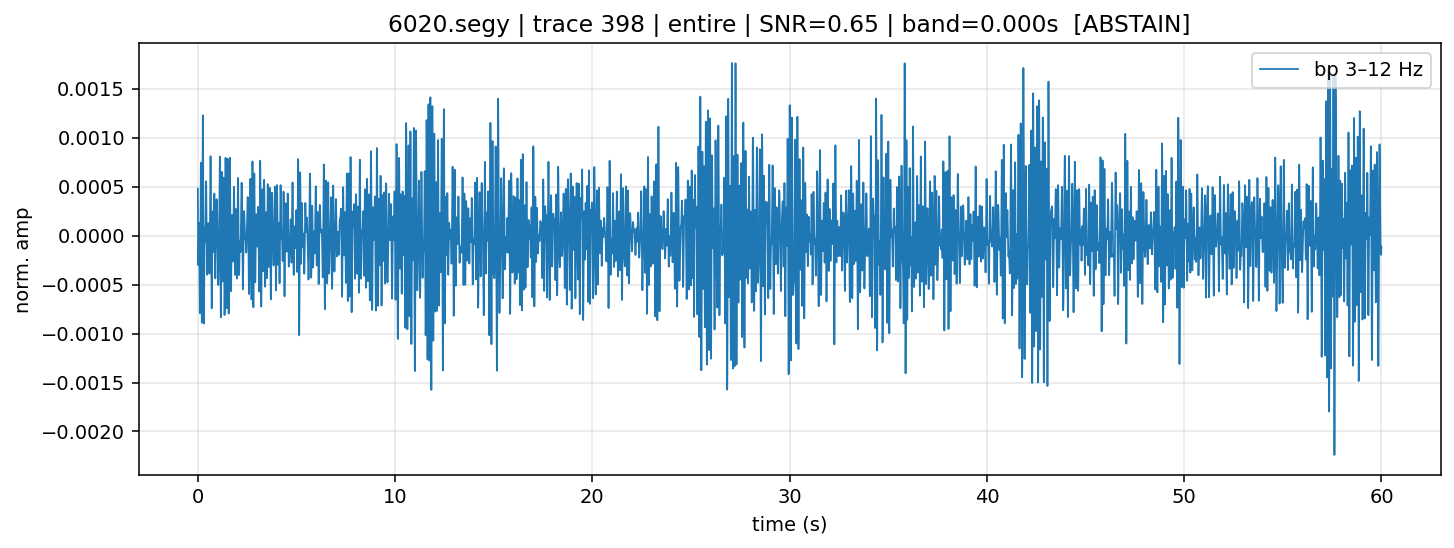 6020.segy | trace 398 | entire | SNR=0.65 | band=0.000s  [ABSTAIN]
bp 3–12 Hz
norm. amp
0.0015
0.0010
0.0005
0.0000
−0.0005
−0.0010
−0.0015
−0.0020
0 10 20 30 40 50 60
time (s)